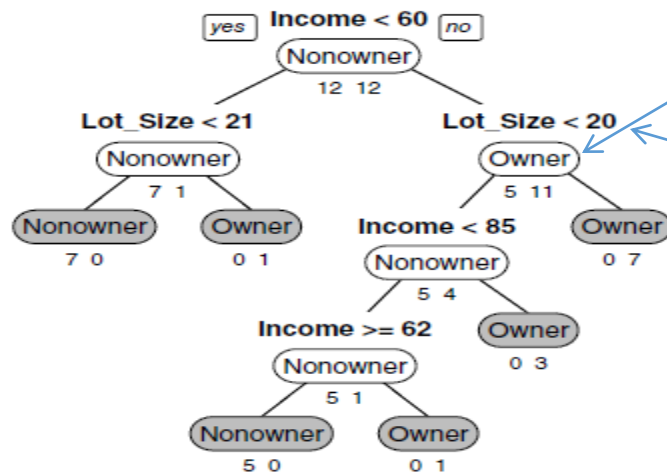 Income < 60
yes no
Nonowner
12 12
Lot_Size < 21 Lot_Size < 20
Nonowner Owner
7 1 5 11
Nonowner Owner Income < 85 Owner
7 0 0 1 Nonowner 0 7
5 4
Income >= 62 Owner
Nonowner 0 3
5 1
Nonowner Owner
5 0 0 1